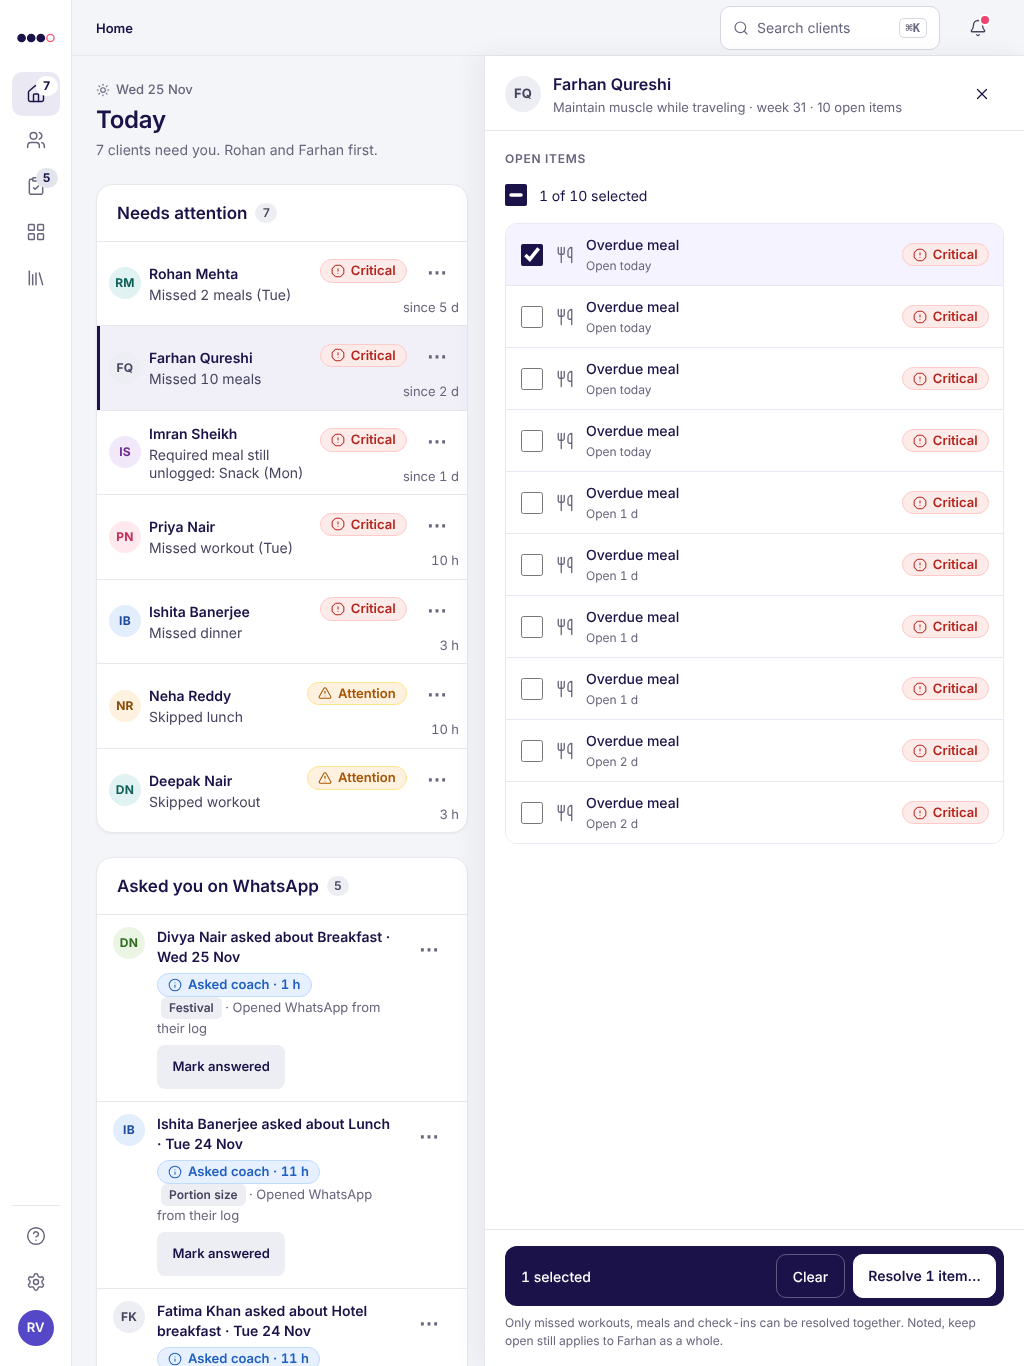 Home
Search clients
⌘K
7
5
RV
Wed 25 Nov
Today
7 clients need you. Rohan and Farhan first.
Needs attention 7
RM
Rohan Mehta
Missed 2 meals (Tue)
Critical
since 5 d
FQ
Farhan Qureshi
Missed 10 meals
Critical
since 2 d
IS
Imran Sheikh
Required meal still
unlogged: Snack (Mon)
Critical
since 1 d
PN
Priya Nair
Missed workout (Tue)
Critical
10 h
IB
Ishita Banerjee
Missed dinner
Critical
3 h
NR
Neha Reddy
Skipped lunch
Attention
10 h
DN
Deepak Nair
Skipped workout
Attention
3 h
Asked you on WhatsApp 5
DN
Divya Nair asked about Breakfast ·
Wed 25 Nov
Asked coach · 1 h
Festival · Opened WhatsApp from
their log
Mark answered
IB
Ishita Banerjee asked about Lunch
· Tue 24 Nov
Asked coach · 11 h
Portion size · Opened WhatsApp
from their log
Mark answered
FK
Fatima Khan asked about Hotel
breakfast · Tue 24 Nov
Asked coach · 11 h
FQ
Farhan Qureshi
Maintain muscle while traveling · week 31 · 10 open items
OPEN ITEMS
1 of 10 selected
Overdue meal
Open today
Critical
Overdue meal
Open today
Critical
Overdue meal
Open today
Critical
Overdue meal
Open today
Critical
Overdue meal
Open 1 d
Critical
Overdue meal
Open 1 d
Critical
Overdue meal
Open 1 d
Critical
Overdue meal
Open 1 d
Critical
Overdue meal
Open 2 d
Critical
Overdue meal
Open 2 d
Critical
1 selected
Clear
Resolve 1 item...
Only missed workouts, meals and check-ins can be resolved together. Noted, keep
open still applies to Farhan as a whole.